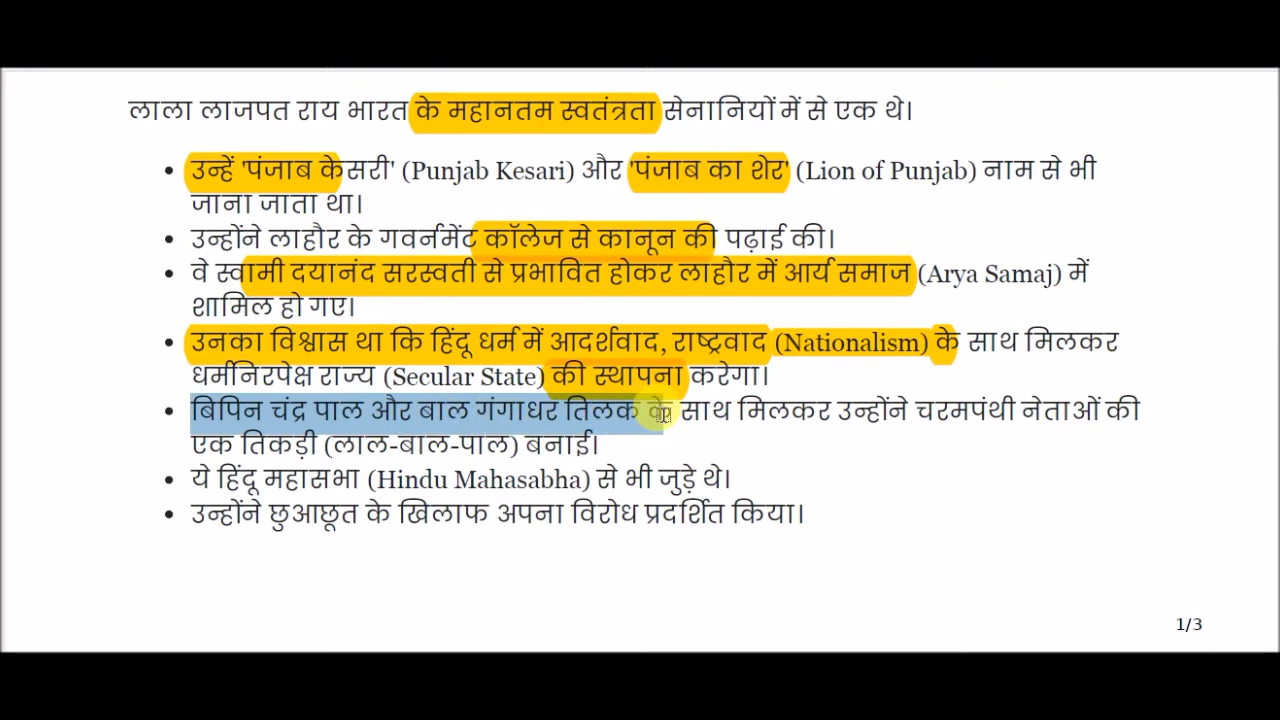 लाला लाजपत राय भारत के महानतम स्वतंत्रता सेनानियों में से एक थे।
• उन्हें 'पंजाब केसरी' (Punjab Kesari) और 'पंजाब का शेर' (Lion of Punjab) नाम से भी
जाना जाता था।
• उन्होंने लाहौर के गवर्नमेंट कॉलेज से कानून की पढ़ाई की।
• वे स्वामी दयानंद सरस्वती से प्रभावित होकर लाहौर में आर्य समाज (Arya Samaj) में
शामिल हो गए।
• उनका विश्वास था कि हिंदू धर्म में आदर्शवाद, राष्ट्रवाद (Nationalism) के साथ मिलकर
धर्मनिरपेक्ष राज्य (Secular State) की स्थापना करेगा।
• बिपिन चंद्र पाल और बाल गंगाधर तिलक के साथ मिलकर उन्होंने चरमपंथी नेताओं की
एक तिकड़ी (लाल-बाल-पाल) बनाई।
• ये हिंदू महासभा (Hindu Mahasabha) से भी जुड़े थे।
• उन्होंने छुआछूत के खिलाफ अपना विरोध प्रदर्शित किया।
1/3